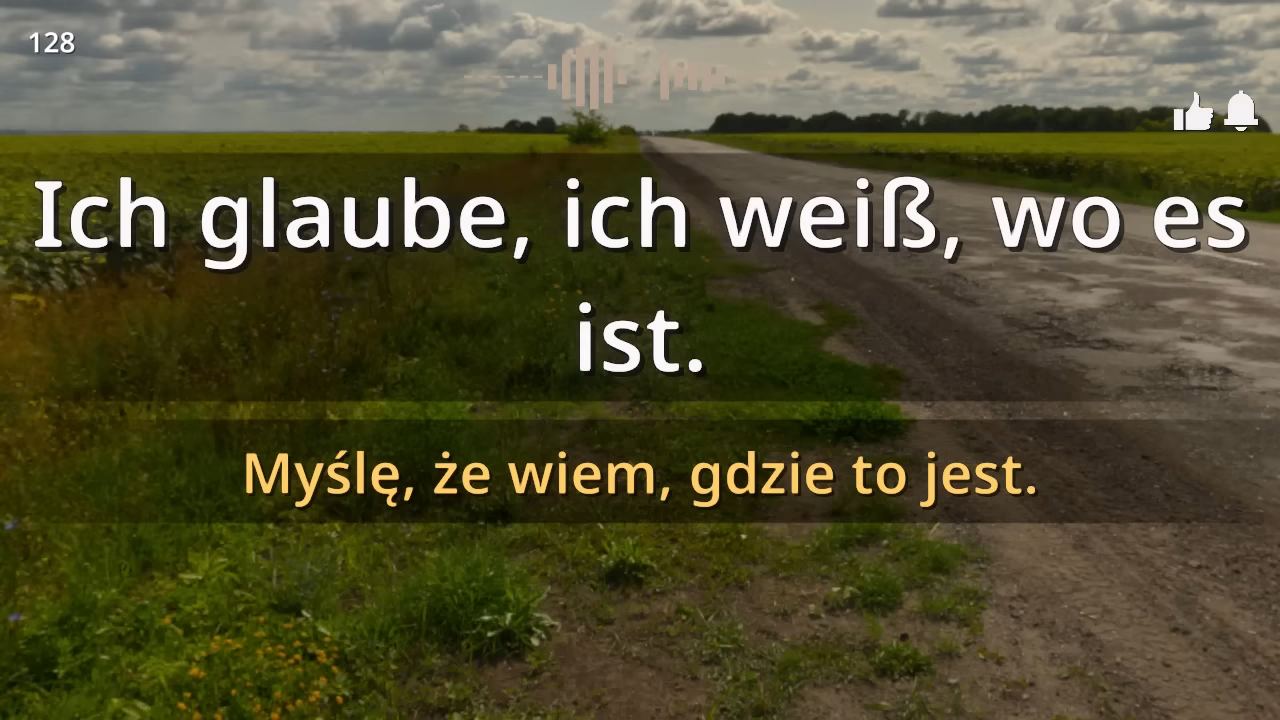 128
Ich glaube, ich weiß, wo es
ist.
Myślę, że wiem, gdzie to jest.